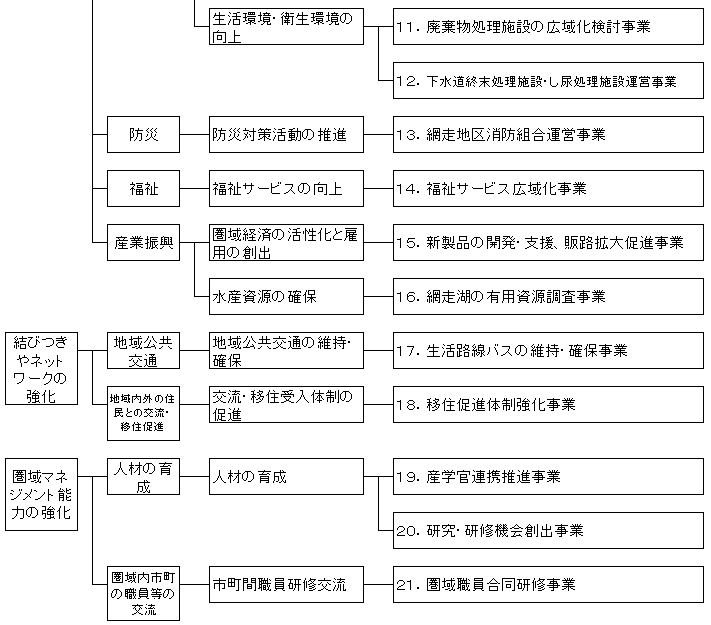 生活環境・衛生環境の
向上
11．廃棄物処理施設の広域化検討事業
12．下水道終末処理施設・し尿処理施設運営事業
防災
防災対策活動の推進
13．網走地区消防組合運営事業
福祉
福祉サービスの向上
14．福祉サービス広域化事業
産業振興
圏域経済の活性化と雇
用の創出
15．新製品の開発・支援、販路拡大促進事業
水産資源の確保
16．網走湖の有用資源調査事業
結びつき
やネット
ワークの
強化
地域公共
交通
地域公共交通の維持・
確保
17．生活路線バスの維持・確保事業
地域内外の住
民との交流・
移住促進
交流・移住受入体制の
促進
18．移住促進体制強化事業
圏域マネ
ジメント能
力の強化
人材の育
成
人材の育成
19．産学官連携推進事業
20．研究・研修機会創出事業
圏域内市町
の職員等の
交流
市町間職員研修交流
21．圏域職員合同研修事業